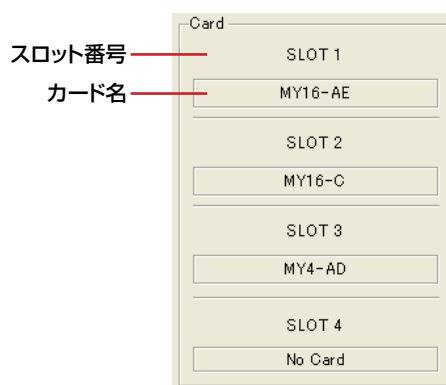 Card
スロット番号
SLOT 1
カード名
MY16-AE
SLOT 2
MY16-C
SLOT 3
MY4-AD
SLOT 4
No Card